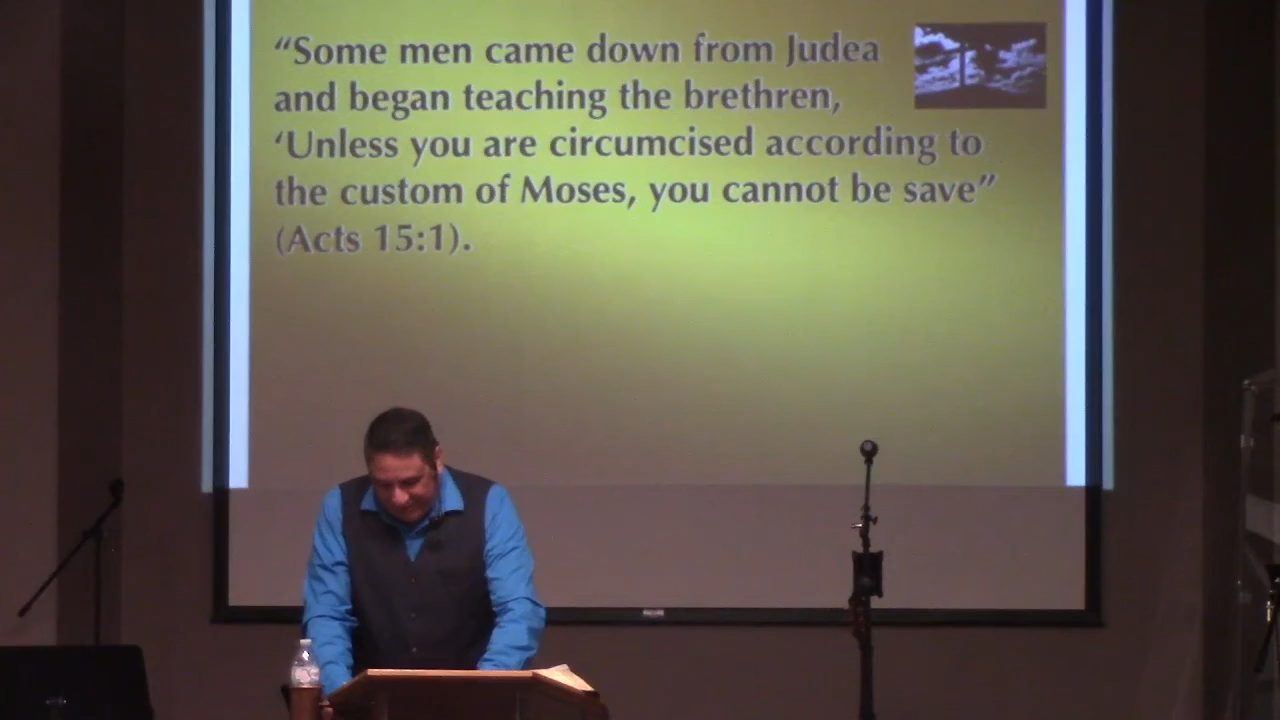 “Some men came down from Judea
and began teaching the brethren,
‘Unless you are circumcised according to
the custom of Moses, you cannot be save”
(Acts 15:1).